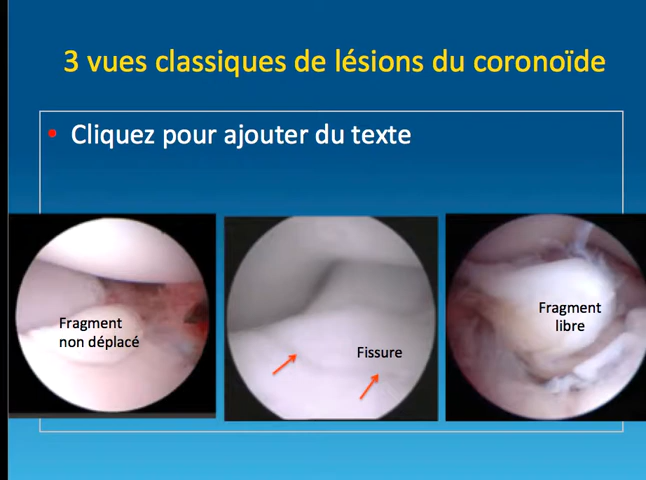 3 vues classiques de lésions du coronoïde
• Cliquez pour ajouter du texte
Fragment
non déplacé
Fissure
Fragment
libre